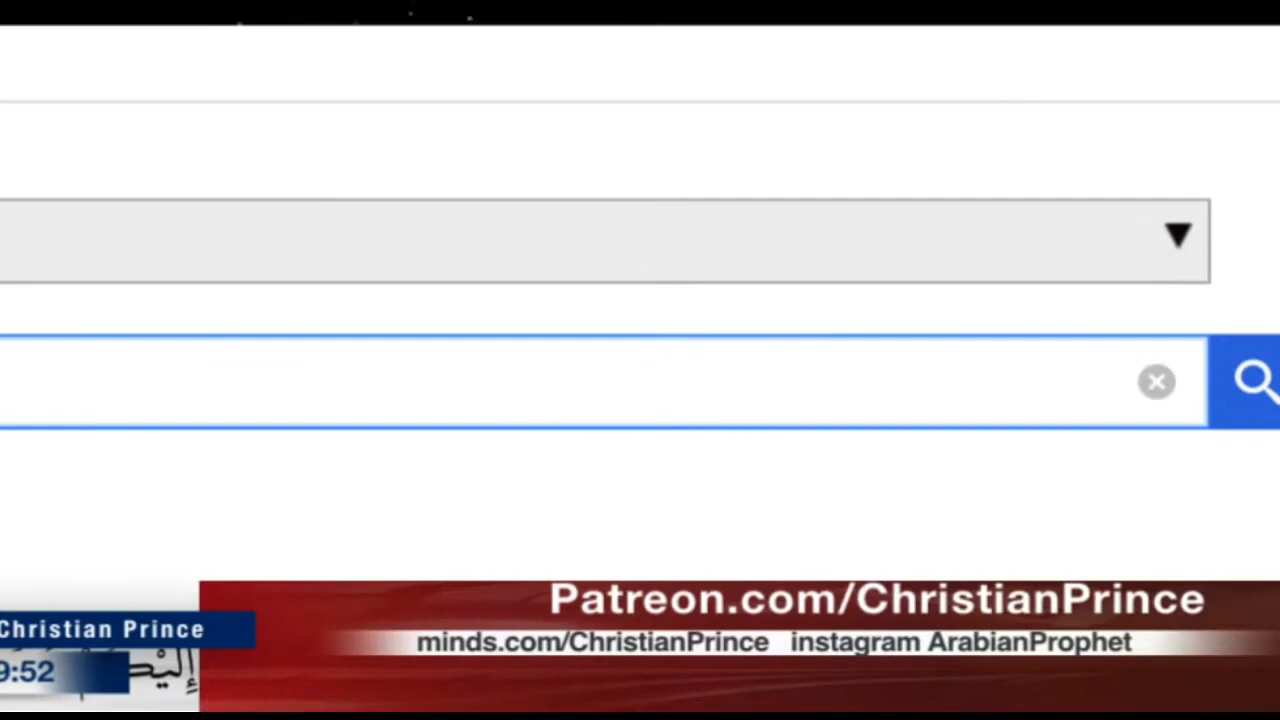 Patreon.com/ChristianPrince
Christian Prince
minds.com/ChristianPrince instagram ArabianProphet
9:52